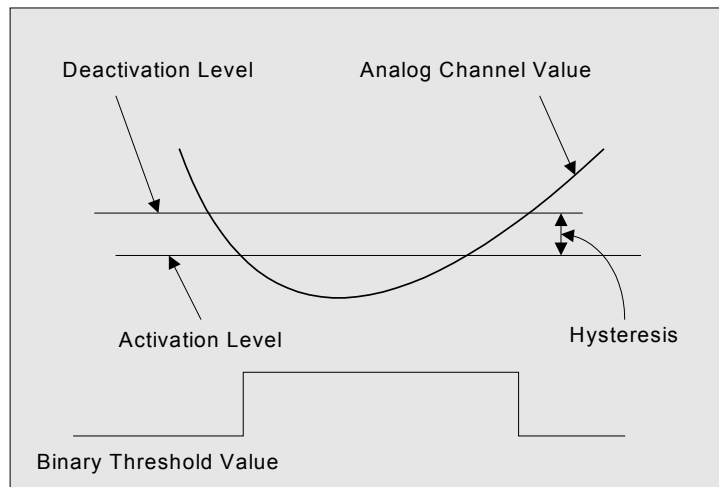 Deactivation Level
Analog Channel Value
Activation Level
Hysteresis
Binary Threshold Value